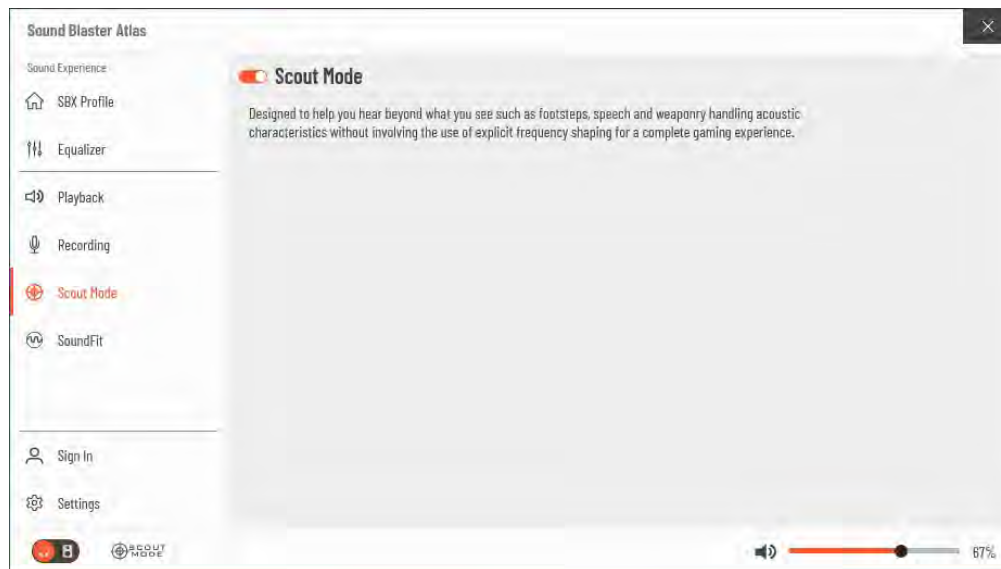 Sound Blaster Atlas
Sound Experience
SBX Profile
Equalizer
Playback
Recording
Scout Mode
SoundFit
Sign In
Settings
SCOUT
MODE
Scout Mode
Designed to help you hear beyond what you see such as footsteps, speech and weaponry handling acoustic
characteristics without involving the use of explicit frequency shaping for a complete gaming experience.
67%